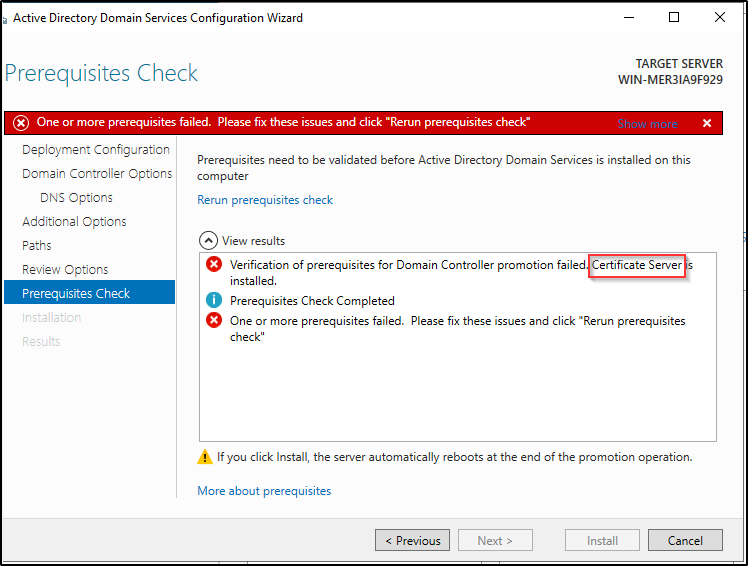 Active Directory Domain Services Configuration Wizard
Prerequisites Check
TARGET SERVER
WIN-MER3IA9F929
One or more prerequisites failed. Please fix these issues and click "Rerun prerequisites check"
Show more
Deployment Configuration
Domain Controller Options
DNS Options
Additional Options
Paths
Review Options
Prerequisites Check
Installation
Results
Prerequisites need to be validated before Active Directory Domain Services is installed on this
computer
Rerun prerequisites check
View results
Verification of prerequisites for Domain Controller promotion failed. Certificate Server is
installed.
Prerequisites Check Completed
One or more prerequisites failed. Please fix these issues and click "Rerun prerequisites
check"
If you click Install, the server automatically reboots at the end of the promotion operation.
More about prerequisites
< Previous
Next >
Install
Cancel